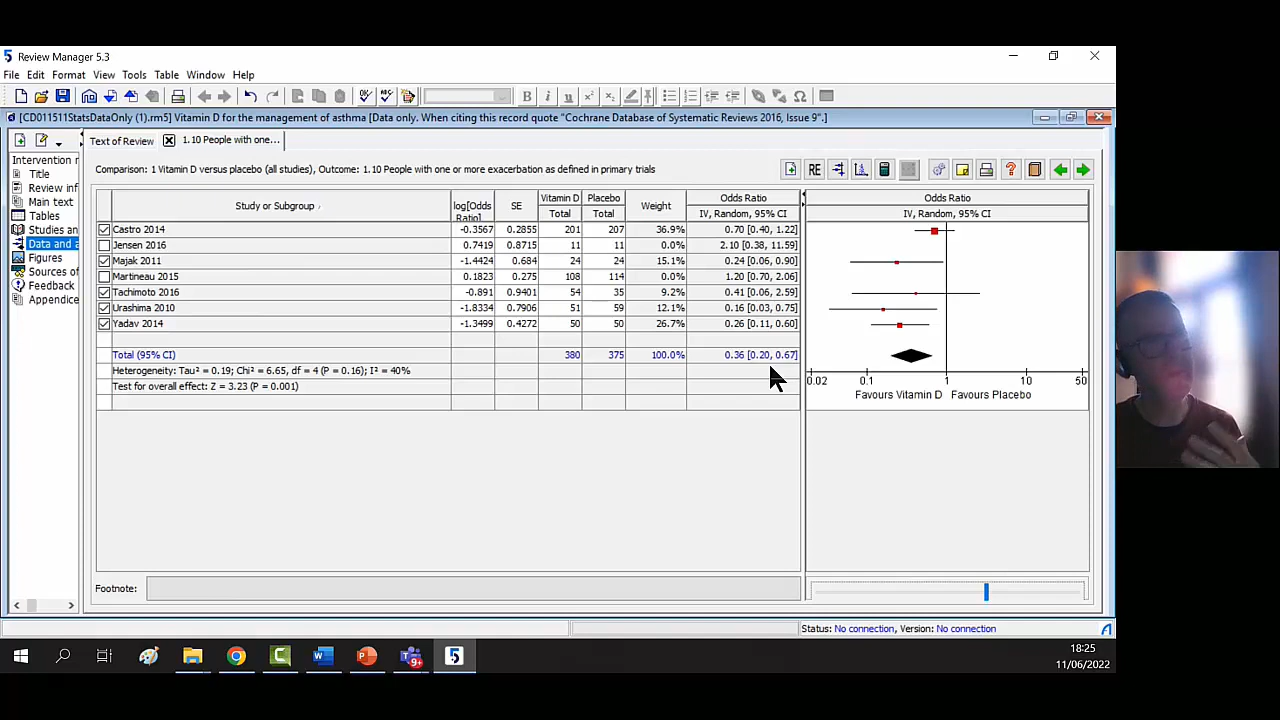 5 Review Manager 5.3
File Edit Format View Tools Table Window Help
[CD011511StatsDataOnly (1).rm5] Vitamin D for the management of asthma [Data only. When citing this record quote "Cochrane Database of Systematic Reviews 2016, Issue 9".]
Text of Review 1.10 People with one...
Intervention r
Title
Review inf
Main text
Tables
Studies an
Data and a
Figures
Sources of
Feedback
Appendice
Comparison: 1 Vitamin D versus placebo (all studies), Outcome: 1.10 People with one or more exacerbation as defined in primary trials
RE
Study or Subgroup log[Odds Ratio] SE Vitamin D Total Placebo Total Weight Odds Ratio IV, Random, 95% CI Odds Ratio IV, Random, 95% CI
Castro 2014 -0.3567 0.2855 201 207 36.9% 0.70 [0.40, 1.22]
Jensen 2016 0.7419 0.8715 11 11 0.0% 2.10 [0.38, 11.59]
Majak 2011 -1.4424 0.684 24 24 15.1% 0.24 [0.06, 0.90]
Martineau 2015 0.1823 0.275 108 114 0.0% 1.20 [0.70, 2.06]
Tachimoto 2016 -0.891 0.9401 54 35 9.2% 0.41 [0.06, 2.59]
Urashima 2010 -1.8334 0.7906 51 59 12.1% 0.16 [0.03, 0.75]
Yadav 2014 -1.3499 0.4272 50 50 26.7% 0.26 [0.11, 0.60]
Total (95% CI) 380 375 100.0% 0.36 [0.20, 0.67]
Heterogeneity: Tau² = 0.19; Chi² = 6.65, df = 4 (P = 0.16); I² = 40%
Test for overall effect: Z = 3.23 (P = 0.001)
0.02 0.1 1 10 50
Favours Vitamin D Favours Placebo
Footnote:
Status: No connection, Version: No connection
18:25
11/06/2022